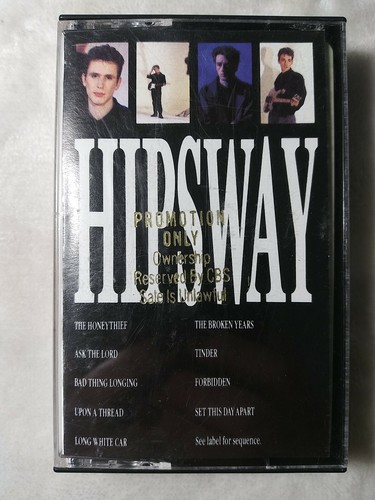 HIPSWAY
PROMOTION
ONLY
Ownership
Reserved By CBS
Sale Is Unlawful
THE HONEYTHIEF
ASK THE LORD
BAD THING LONGING
UPON A THREAD
LONG WHITE CAR
THE BROKEN YEARS
TINDER
FORBIDDEN
SET THIS DAY APART
See label for sequence.